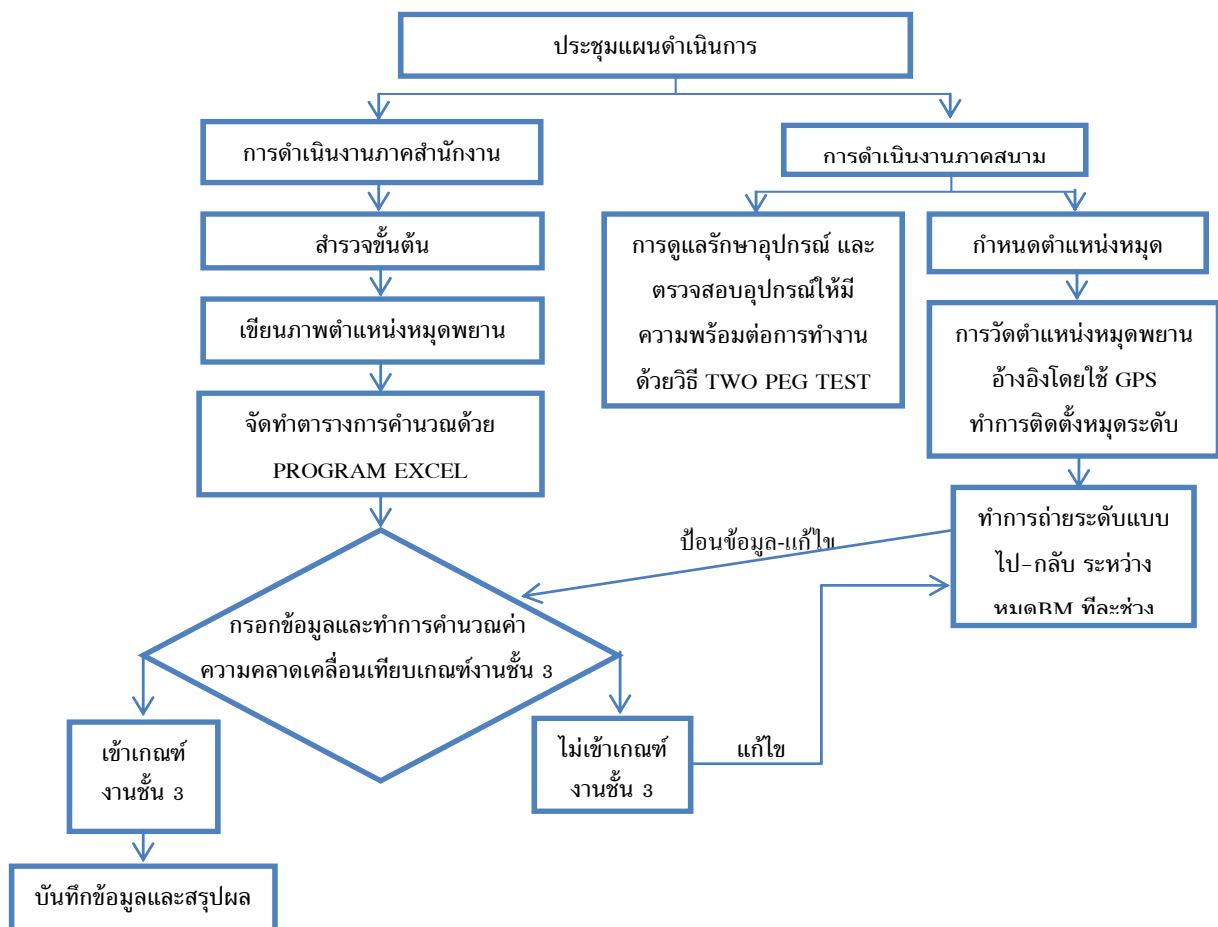 ประชุมแผนดำเนินการ
การดำเนินงานภาคสำนักงาน
การดำเนินงานภาคสนาม
สำรวจขั้นต้น
การดูแลรักษาอุปกรณ์ และ
ตรวจสอบอุปกรณ์ให้มี
ความพร้อมต่อการทำงาน
ด้วยวิธี TWO PEG TEST
กำหนดตำแหน่งหมุด
เขียนภาพตำแหน่งหมุดพยาน
การวัดตำแหน่งหมุดพยาน
อ้างอิงโดยใช้ GPS
ทำการติดตั้งหมุดระดับ
จัดทำตารางการคำนวณด้วย
PROGRAM EXCEL
ทำการถ่ายระดับแบบ
ไป-กลับ ระหว่าง
หมุดBM ทีละช่วง
ป้อนข้อมูล-แก้ไข
กรอกข้อมูลและทำการคำนวณค่า
ความคลาดเคลื่อนเทียบเกณฑ์งานชั้น 3
เข้าเกณฑ์
งานชั้น 3
ไม่เข้าเกณฑ์
งานชั้น 3
แก้ไข
บันทึกข้อมูลและสรุปผล